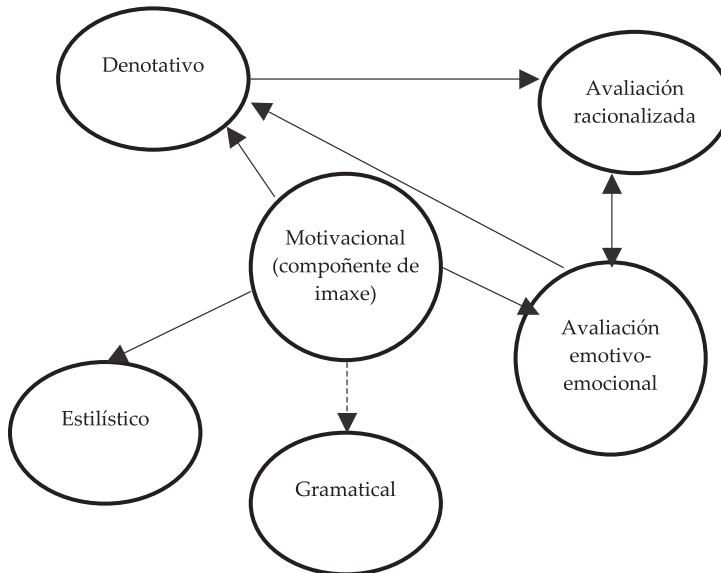 Denotativo
Avaliación
racionalizada
Motivacional
(compoñente de
imaxe)
Avaliación
emotivo-
emocional
Estilístico
Gramatical